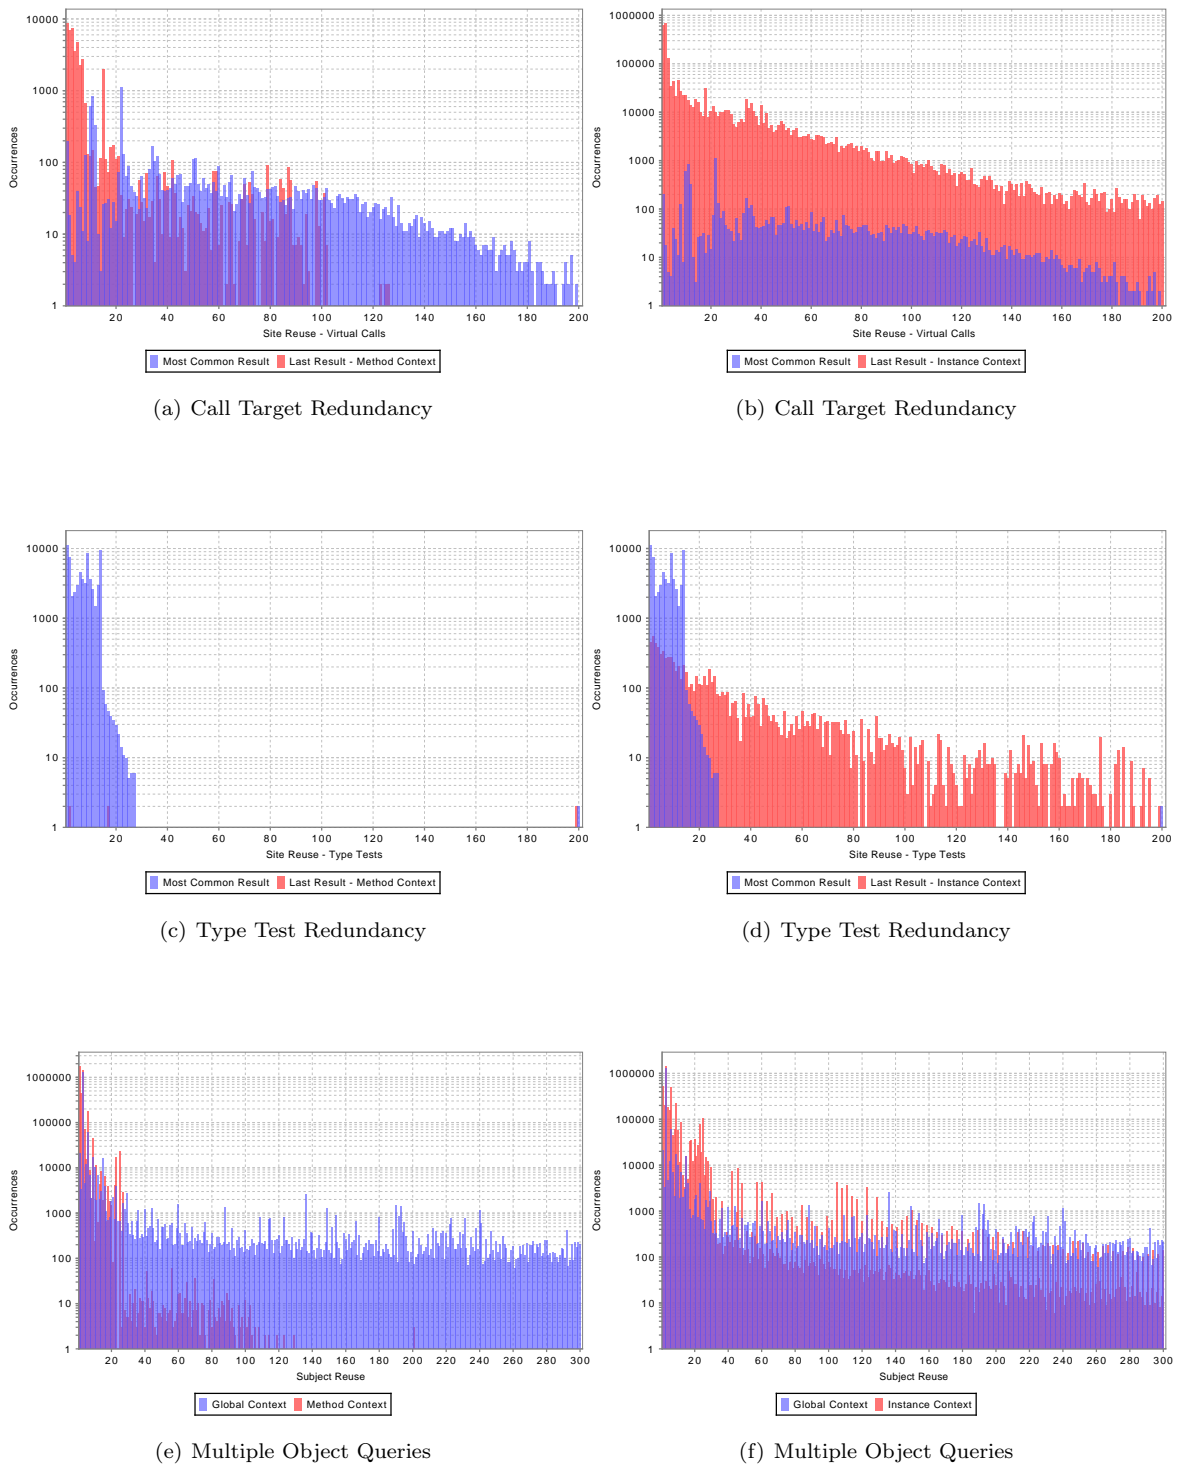 10000
1000
100
10
1
Occurrences
20 40 60 80 100 120 140 160 180 200
Site Reuse - Virtual Calls
Most Common Result Last Result - Method Context
(a) Call Target Redundancy
1000000
100000
10000
1000
100
10
1
Occurrences
20 40 60 80 100 120 140 160 180 200
Site Reuse - Virtual Calls
Most Common Result Last Result - Instance Context
(b) Call Target Redundancy
10000
1000
100
10
1
Occurrences
20 40 60 80 100 120 140 160 180 200
Site Reuse - Type Tests
Most Common Result Last Result - Method Context
(c) Type Test Redundancy
10000
1000
100
10
1
Occurrences
20 40 60 80 100 120 140 160 180 200
Site Reuse - Type Tests
Most Common Result Last Result - Instance Context
(d) Type Test Redundancy
1000000
100000
10000
1000
100
10
1
Occurrences
20 40 60 80 100 120 140 160 180 200 220 240 260 280 300
Subject Reuse
Global Context Method Context
(e) Multiple Object Queries
1000000
100000
10000
1000
100
10
1
Occurrences
20 40 60 80 100 120 140 160 180 200 220 240 260 280 300
Subject Reuse
Global Context Instance Context
(f) Multiple Object Queries